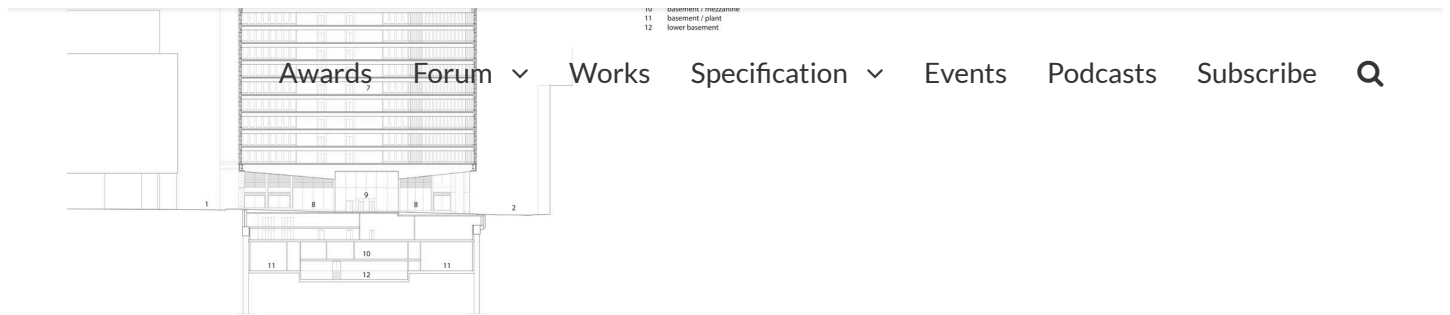 10 basement / mezzanine
11 basement / plant
12 lower basement
Awards Forum Works Specification Events Podcasts Subscribe
7
9
1 8 8 2
10
11 11
12